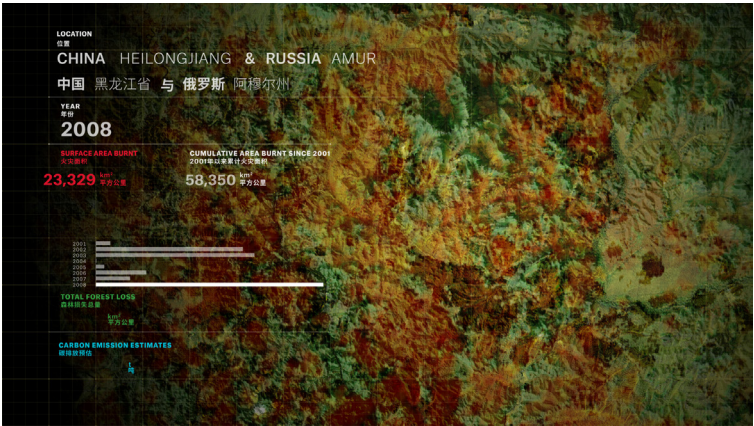 LOCATION
位置
CHINA HEILONGJIANG & RUSSIA AMUR
中国 黑龙江省 与 俄罗斯 阿穆尔州
YEAR
年份
2008
SURFACE AREA BURNT
火灾面积
23,329 km² 平方公里
CUMULATIVE AREA BURNT SINCE 2001
2001年以来累计火灾面积
58,350 km² 平方公里
2001
2002
2003
2004
2005
2006
2007
2008
TOTAL FOREST LOSS
森林损失总量
km²
平方公里
CARBON EMISSION ESTIMATES
碳排放预估
t
吨